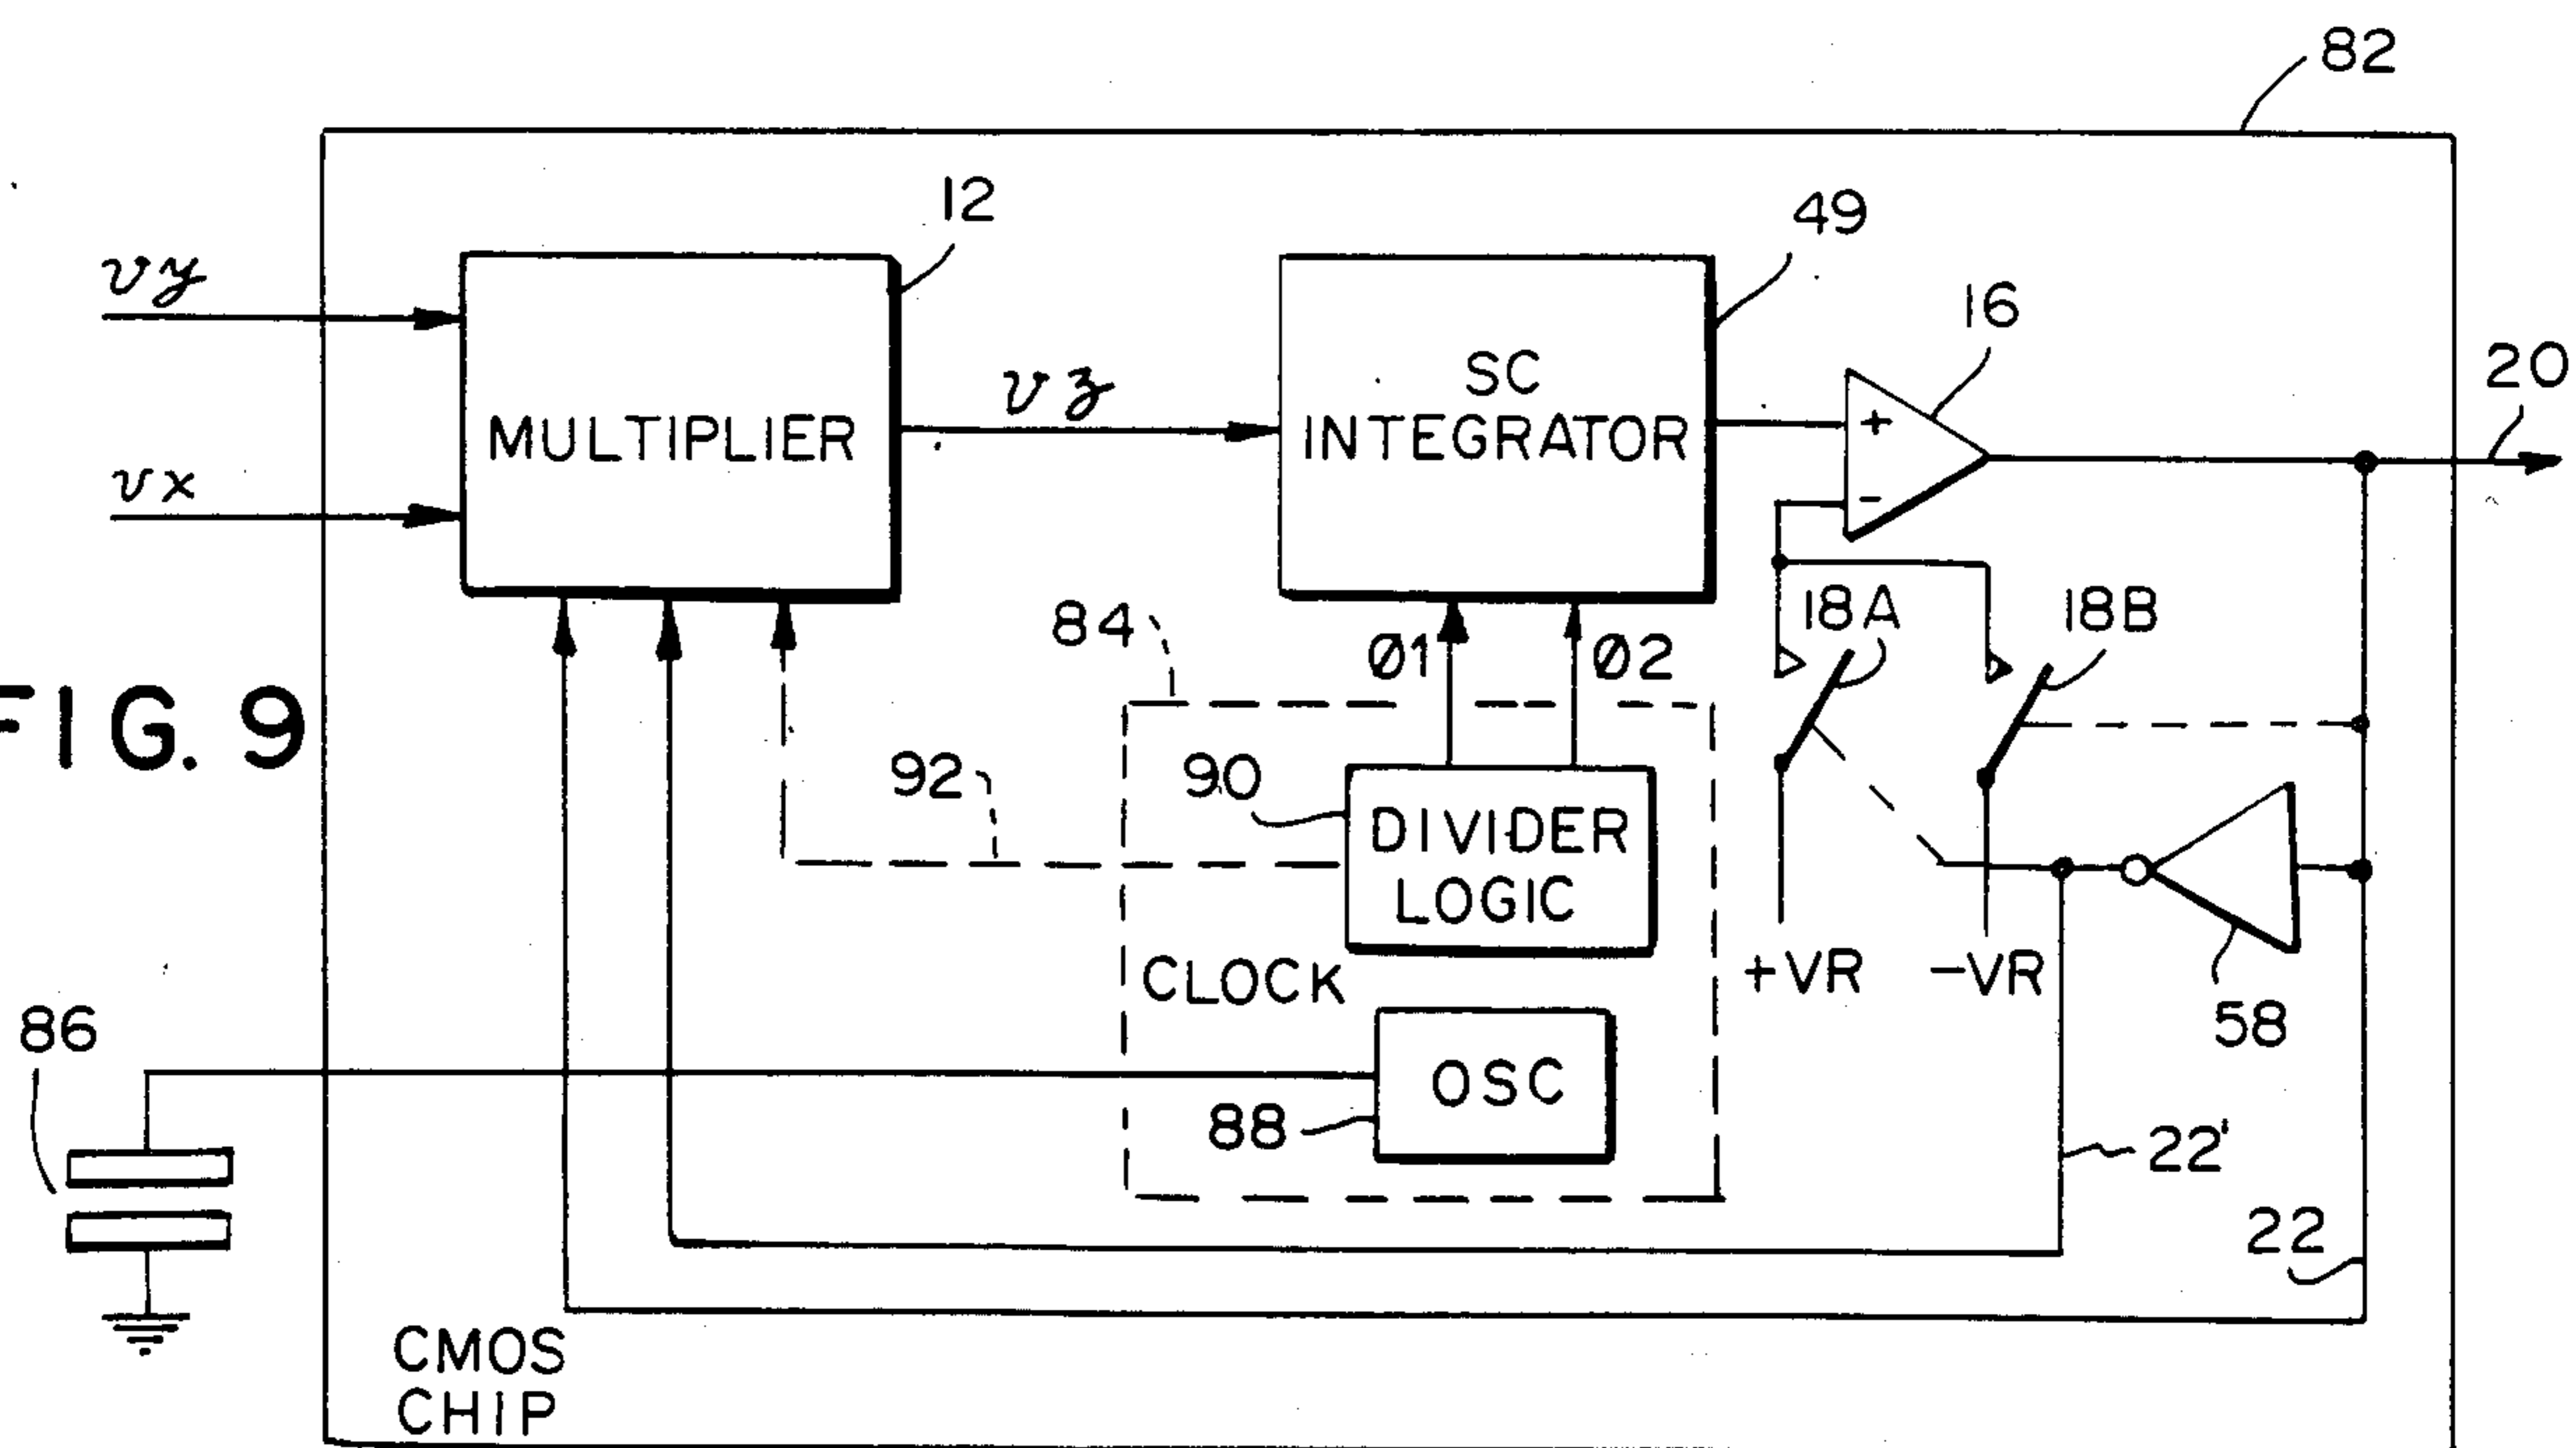 82
12
49
vy
16
vz
SC
INTEGRATOR
20
MULTIPLIER
+
vx
-
84
Ø1
Ø2
18A
18B
FIG. 9
92
90
DIVIDER
LOGIC
CLOCK
+VR
-VR
58
86
OSC
88
22'
22
CMOS
CHIP